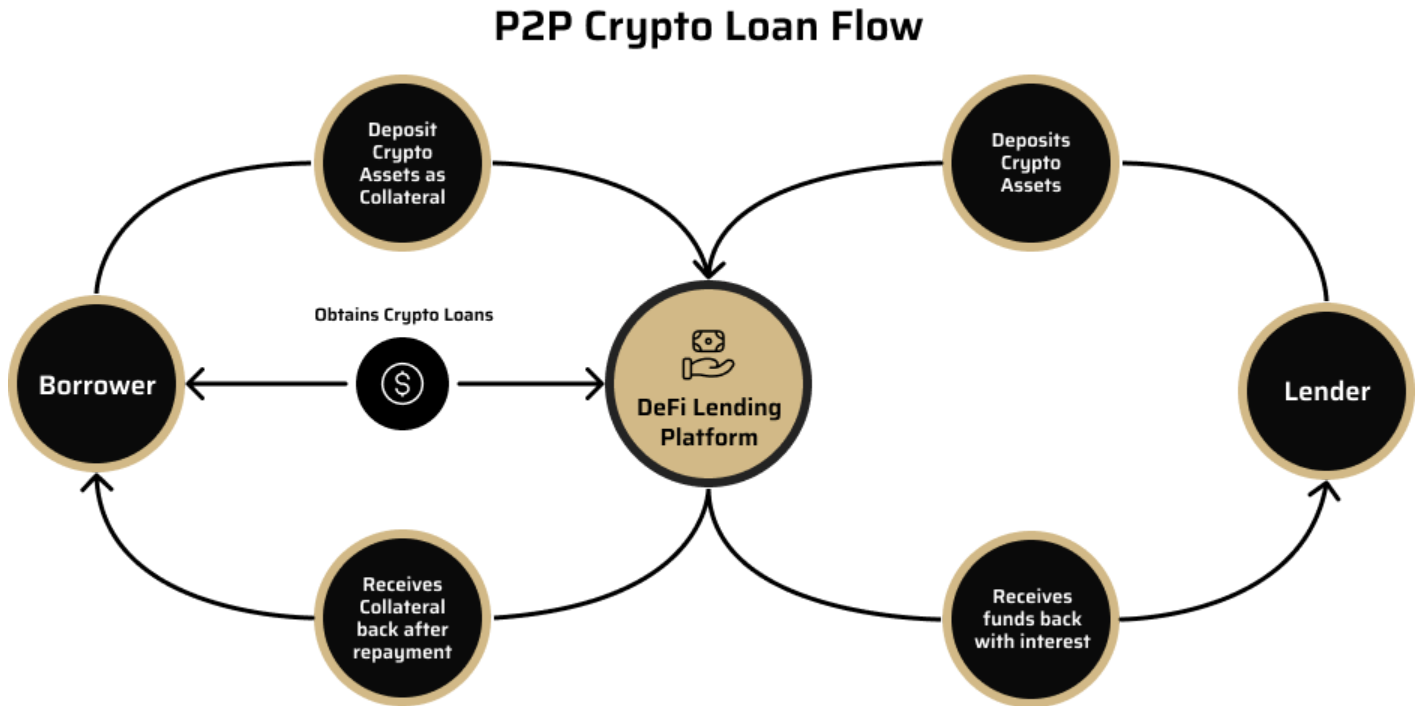 P2P Crypto Loan Flow
Deposit
Crypto
Assets as
Collateral
Deposits
Crypto
Assets
Obtains Crypto Loans
Borrower
$
DeFi Lending
Platform
Lender
Receives
Collateral
back after
repayment
Receives
funds back
with interest